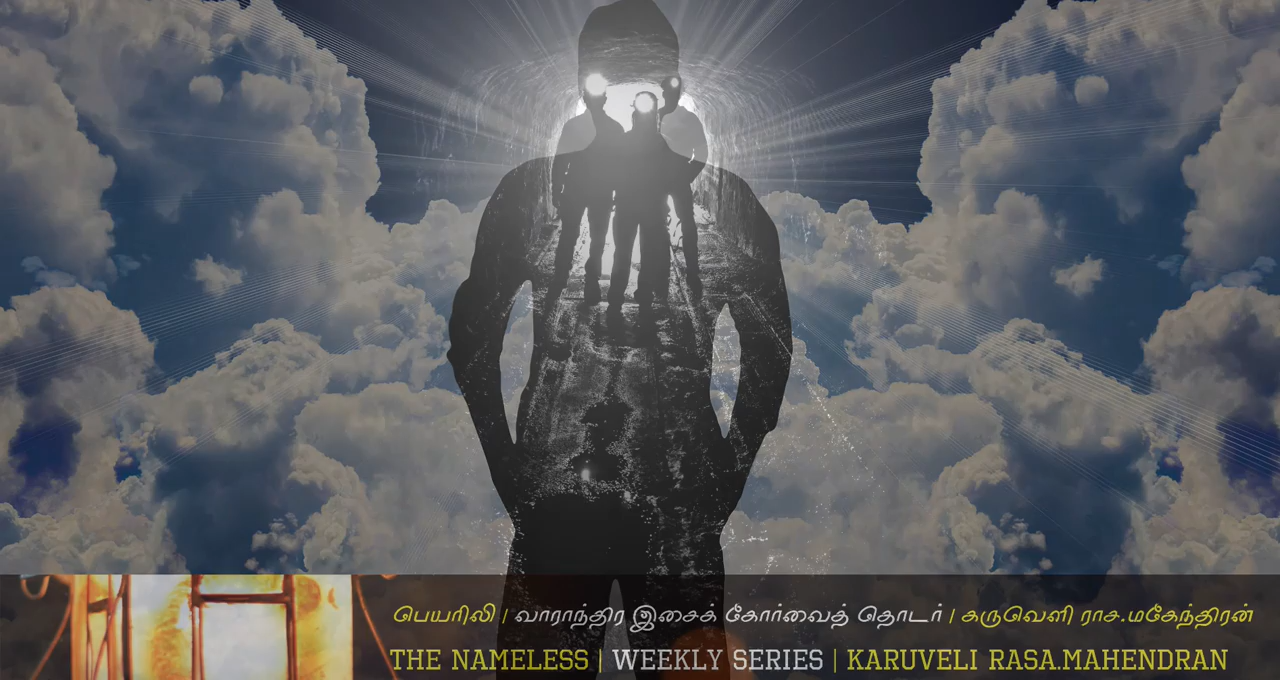 பெயரிலி | வாராந்திர இசைக் கோர்வைத் தொடர் | கருவெளி ராச.மகேந்திரன்
THE NAMELESS | WEEKLY SERIES | KARUVELI RASA.MAHENDRAN